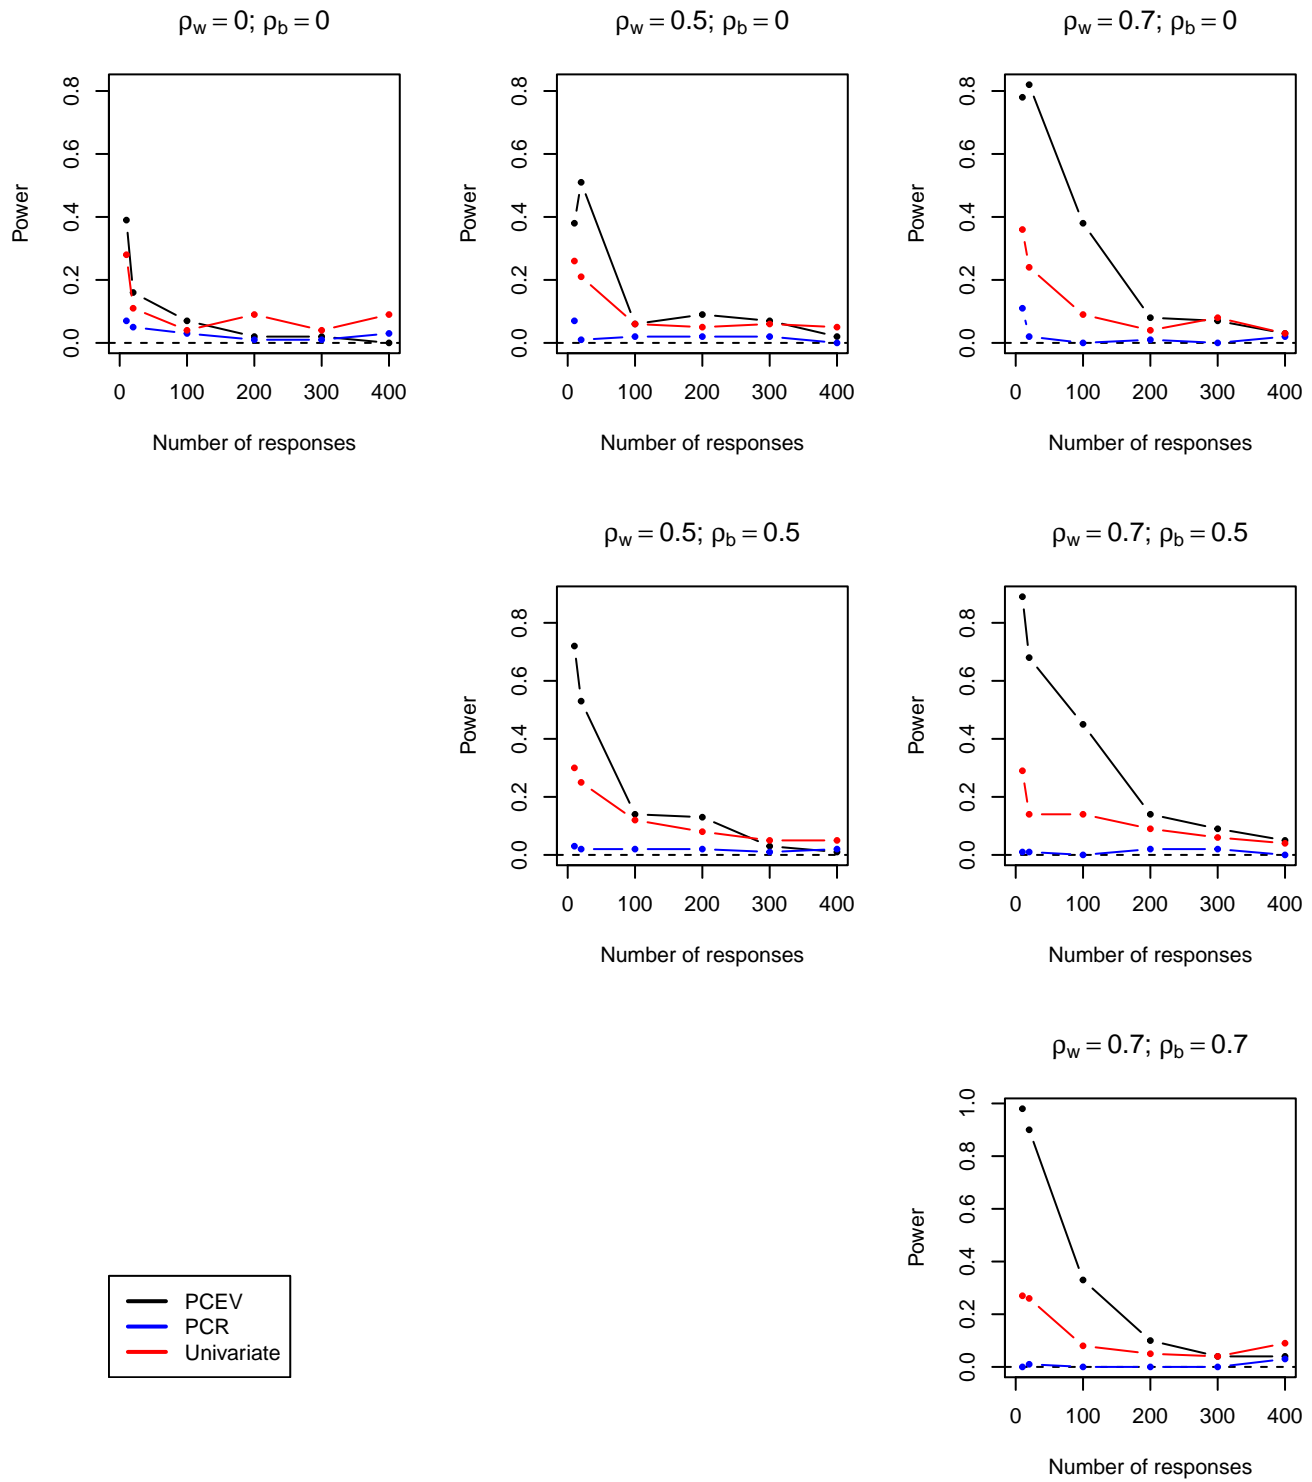 ρw = 0; ρb = 0
ρw = 0.5; ρb = 0
ρw = 0.7; ρb = 0
Power
0.0 0.2 0.4 0.6 0.8
0 100 200 300 400
Number of responses
Power
0.0 0.2 0.4 0.6 0.8
0 100 200 300 400
Number of responses
Power
0.0 0.2 0.4 0.6 0.8
0 100 200 300 400
Number of responses
ρw = 0.5; ρb = 0.5
ρw = 0.7; ρb = 0.5
Power
0.0 0.2 0.4 0.6 0.8
0 100 200 300 400
Number of responses
Power
0.0 0.2 0.4 0.6 0.8
0 100 200 300 400
Number of responses
ρw = 0.7; ρb = 0.7
Power
0.0 0.2 0.4 0.6 0.8 1.0
0 100 200 300 400
Number of responses
PCEV
PCR
Univariate